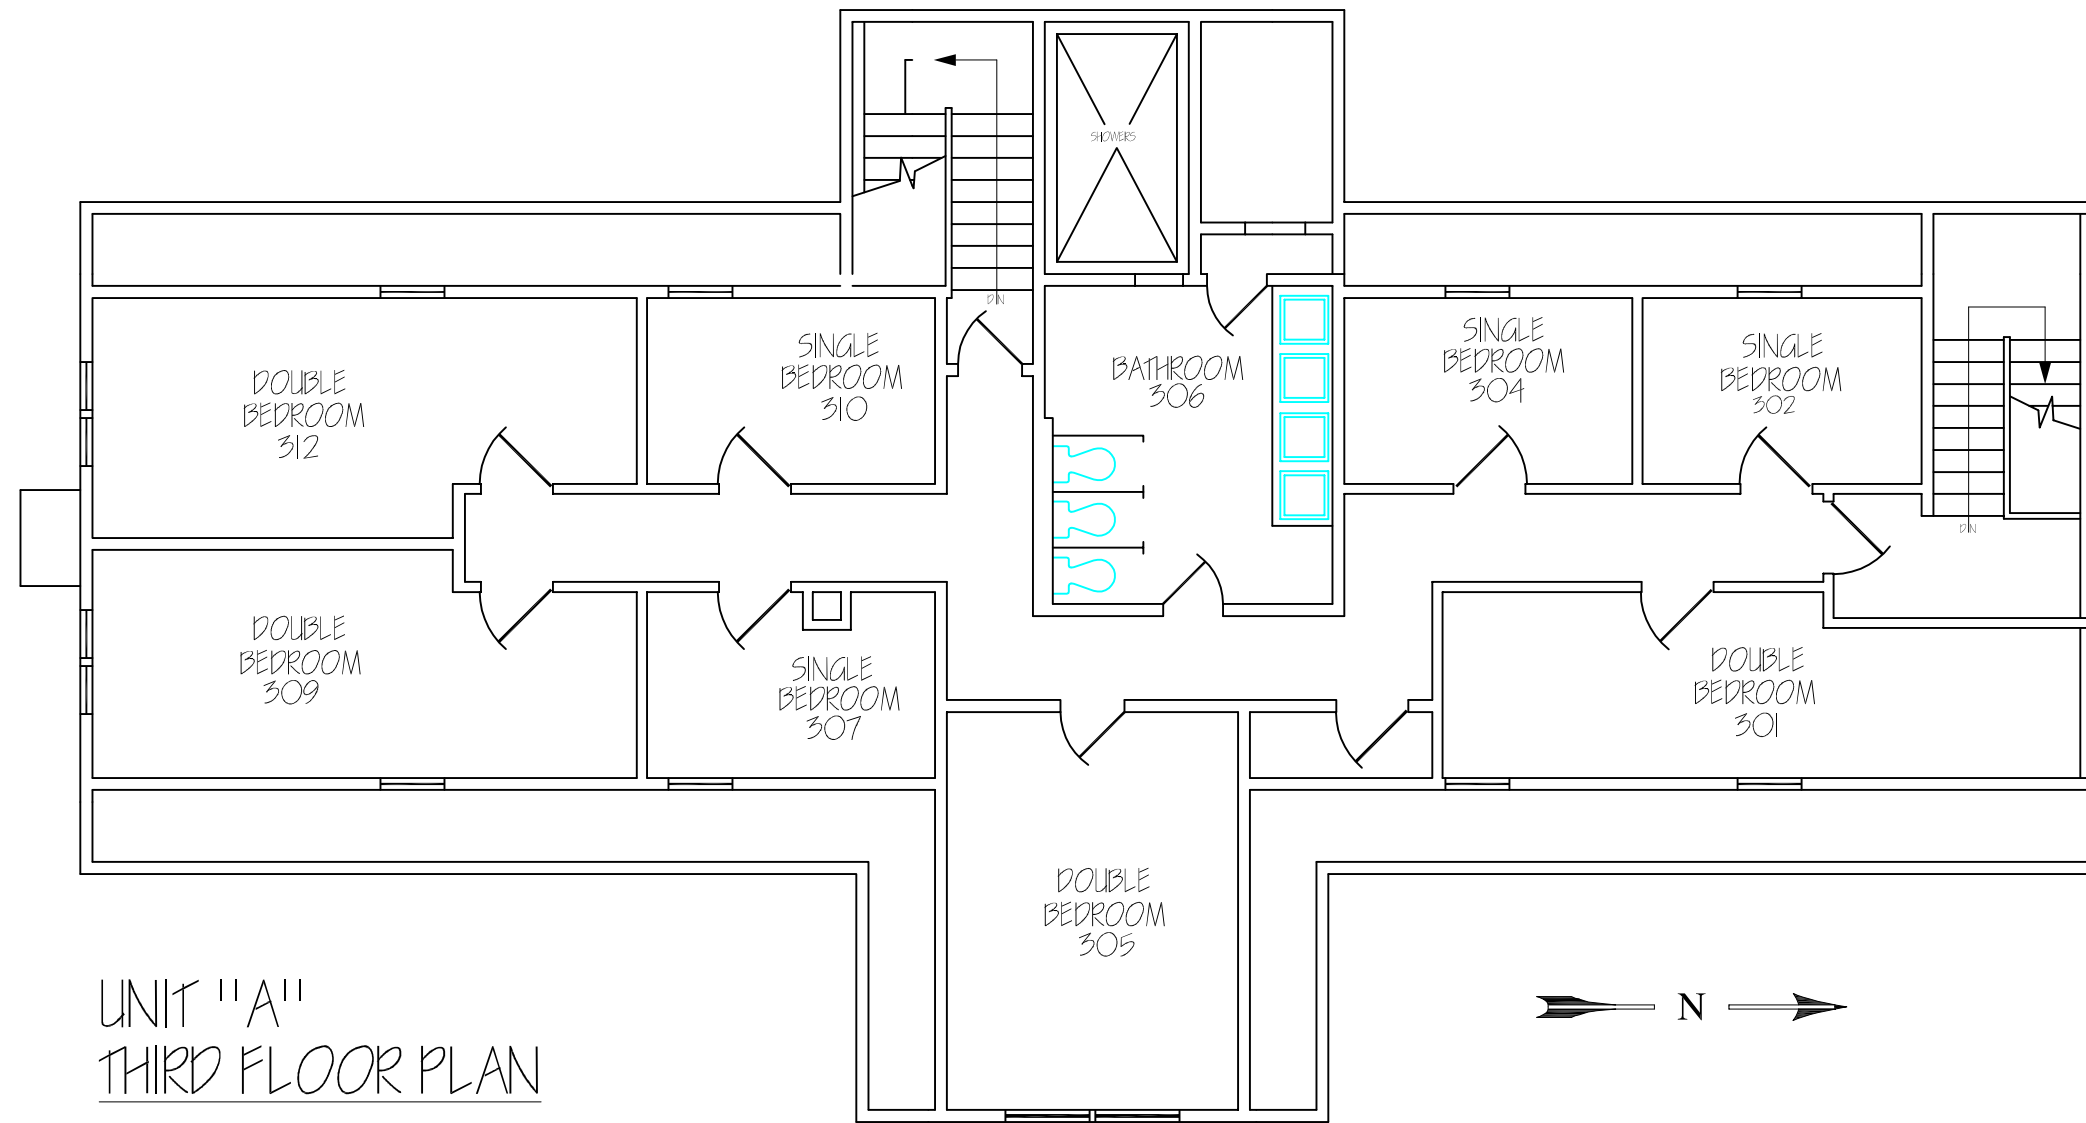 SHOWERS
DN
SINGLE
BEDROOM
310
DOUBLE
BEDROOM
312
BATHROOM
306
SINGLE
BEDROOM
304
SINGLE
BEDROOM
302
DN
DOUBLE
BEDROOM
309
SINGLE
BEDROOM
307
DOUBLE
BEDROOM
301
DOUBLE
BEDROOM
305
UNIT "A"
THIRD FLOOR PLAN
N